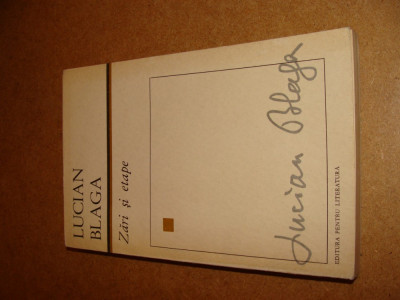 LUCIAN
BLAGA
Zări și etape
Lucian Blaga
EDITURA PENTRU LITERATURA